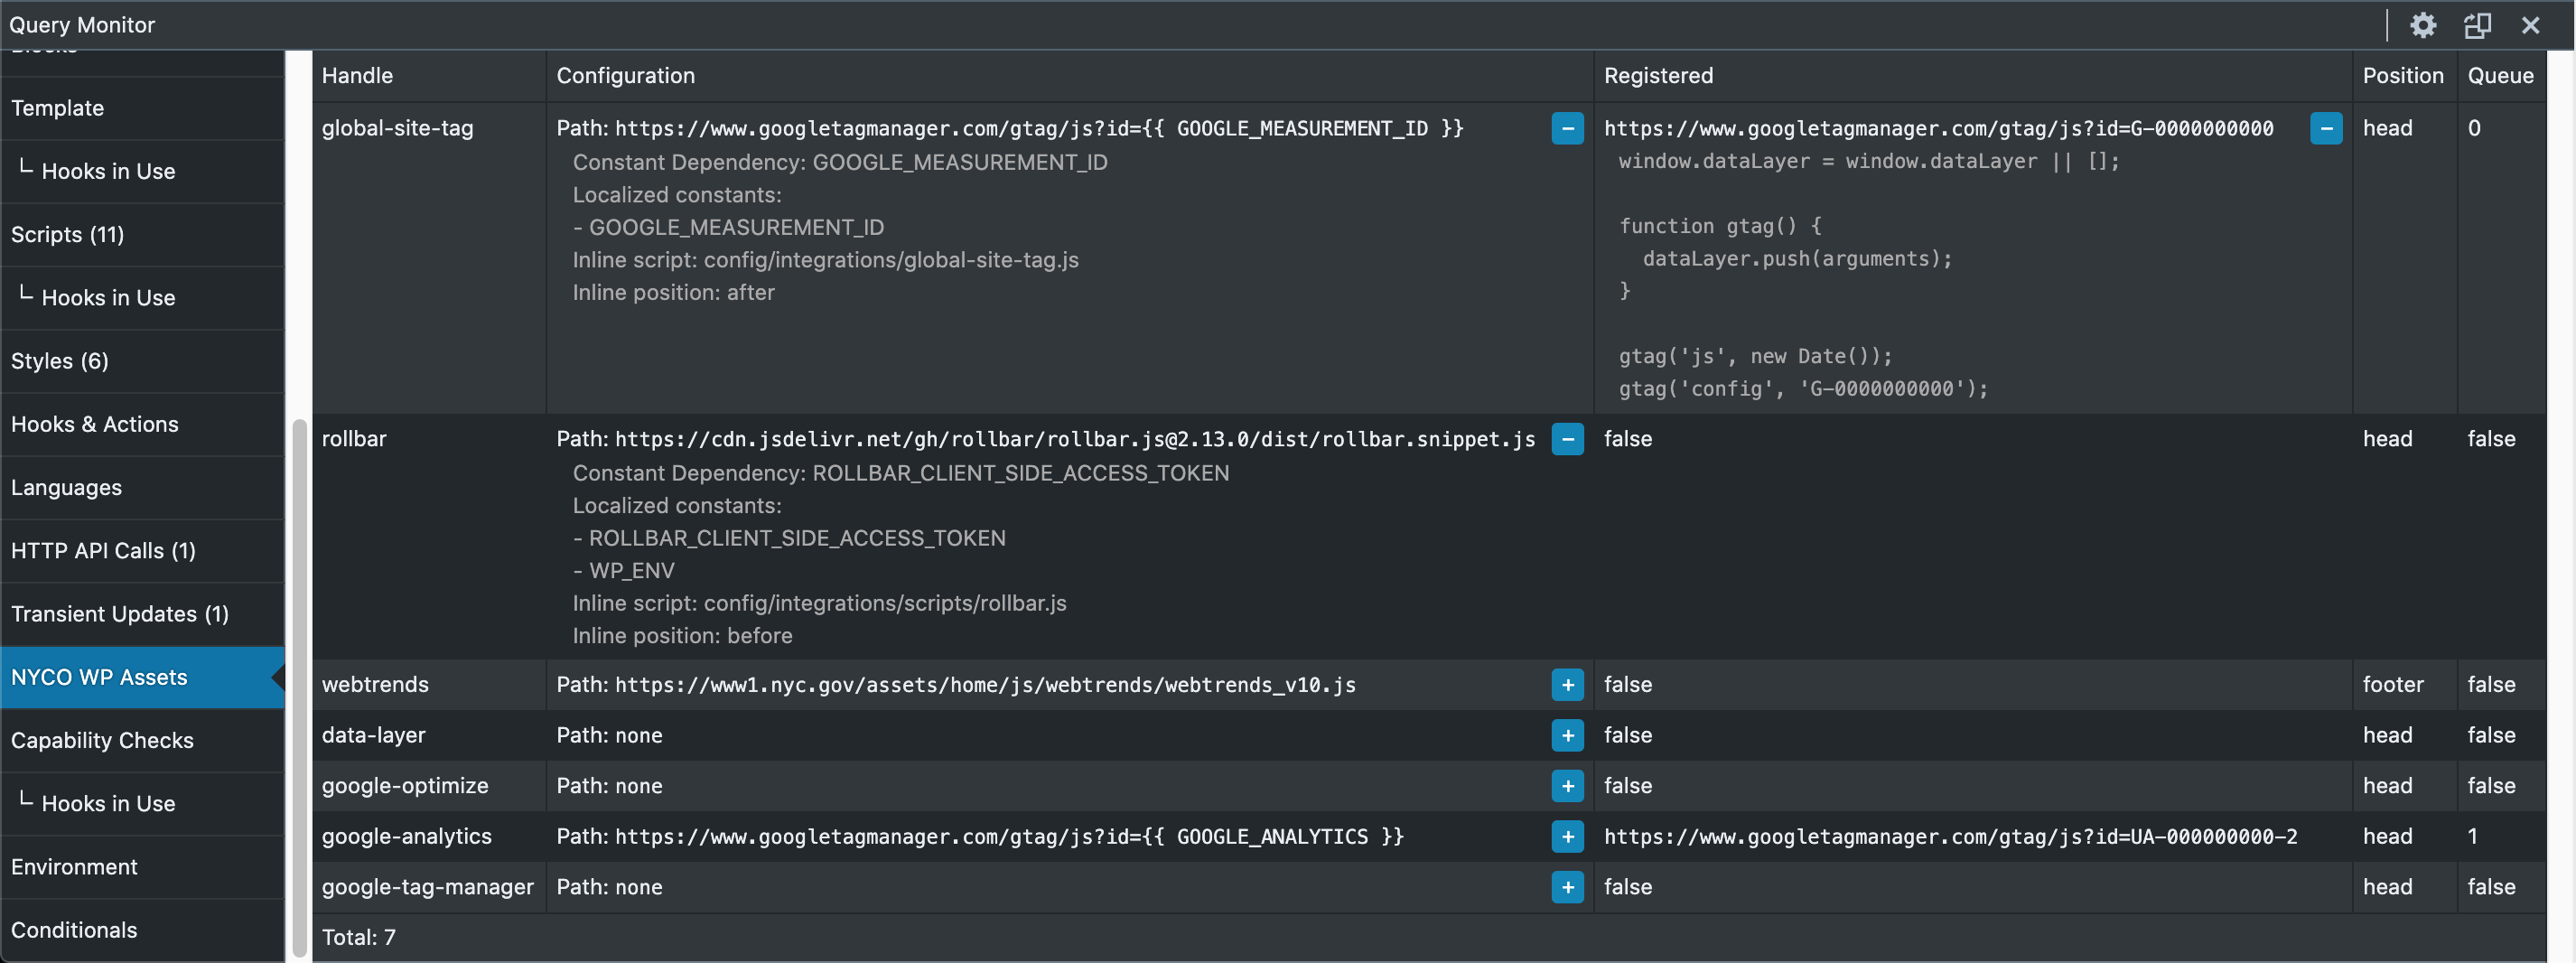 Query Monitor
Blocks
Template
Hooks in Use
Scripts (11)
Hooks in Use
Styles (6)
Hooks & Actions
Languages
HTTP API Calls (1)
Transient Updates (1)
NYCO WP Assets
Capability Checks
Hooks in Use
Environment
Conditionals
Handle Configuration Registered Position Queue
global-site-tag Path: https://www.googletagmanager.com/gtag/js?id={{ GOOGLE_MEASUREMENT_ID }} − https://www.googletagmanager.com/gtag/js?id=G-0000000000 − head 0
Constant Dependency: GOOGLE_MEASUREMENT_ID
Localized constants:
- GOOGLE_MEASUREMENT_ID
Inline script: config/integrations/global-site-tag.js
Inline position: after
window.dataLayer = window.dataLayer || [];
function gtag() {
dataLayer.push(arguments);
}
gtag('js', new Date());
gtag('config', 'G-0000000000');
rollbar Path: https://cdn.jsdelivr.net/gh/rollbar/rollbar.js@2.13.0/dist/rollbar.snippet.js − false head false
Constant Dependency: ROLLBAR_CLIENT_SIDE_ACCESS_TOKEN
Localized constants:
- ROLLBAR_CLIENT_SIDE_ACCESS_TOKEN
- WP_ENV
Inline script: config/integrations/scripts/rollbar.js
Inline position: before
webtrends Path: https://www1.nyc.gov/assets/home/js/webtrends/webtrends_v10.js + false footer false
data-layer Path: none + false head false
google-optimize Path: none + false head false
google-analytics Path: https://www.googletagmanager.com/gtag/js?id={{ GOOGLE_ANALYTICS }} + https://www.googletagmanager.com/gtag/js?id=UA-000000000-2 head 1
google-tag-manager Path: none + false head false
Total: 7